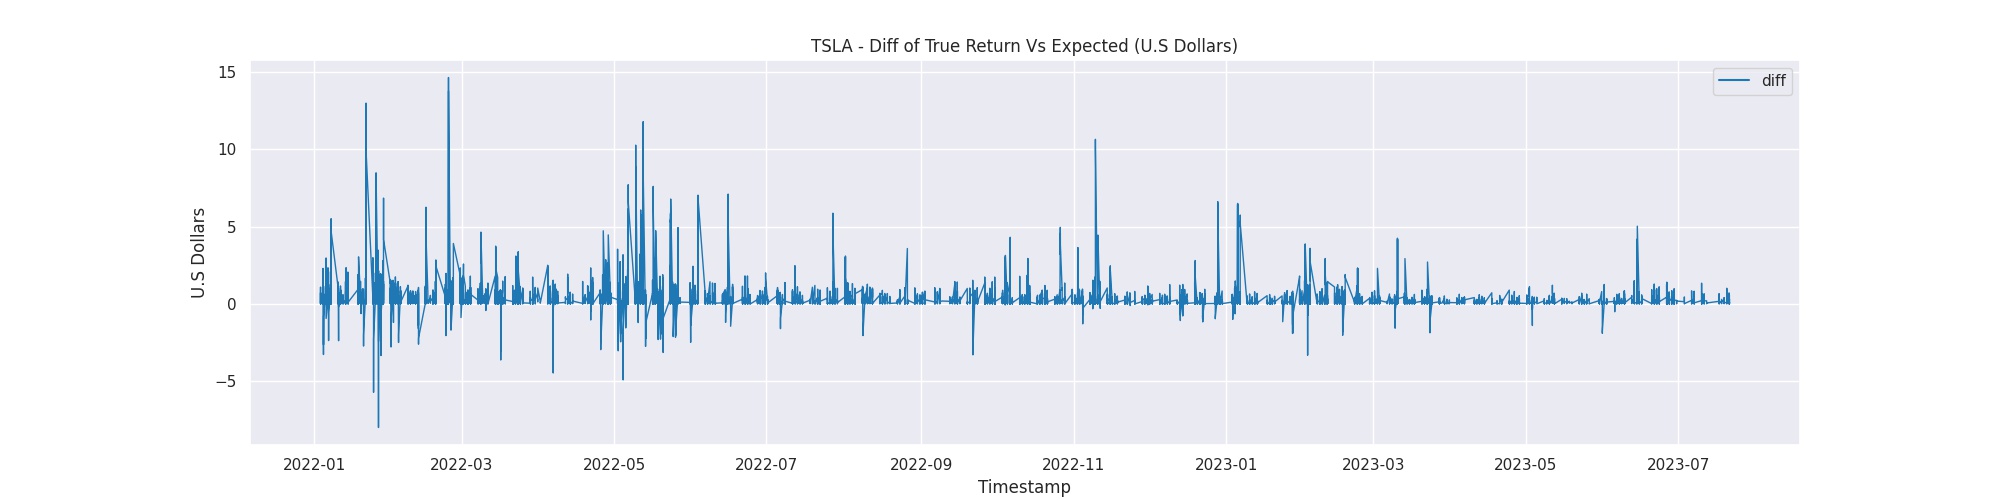 TSLA - Diff of True Return Vs Expected (U.S Dollars)
diff
15
10
5
0
−5
U.S Dollars
2022-01 2022-03 2022-05 2022-07 2022-09 2022-11 2023-01 2023-03 2023-05 2023-07
Timestamp